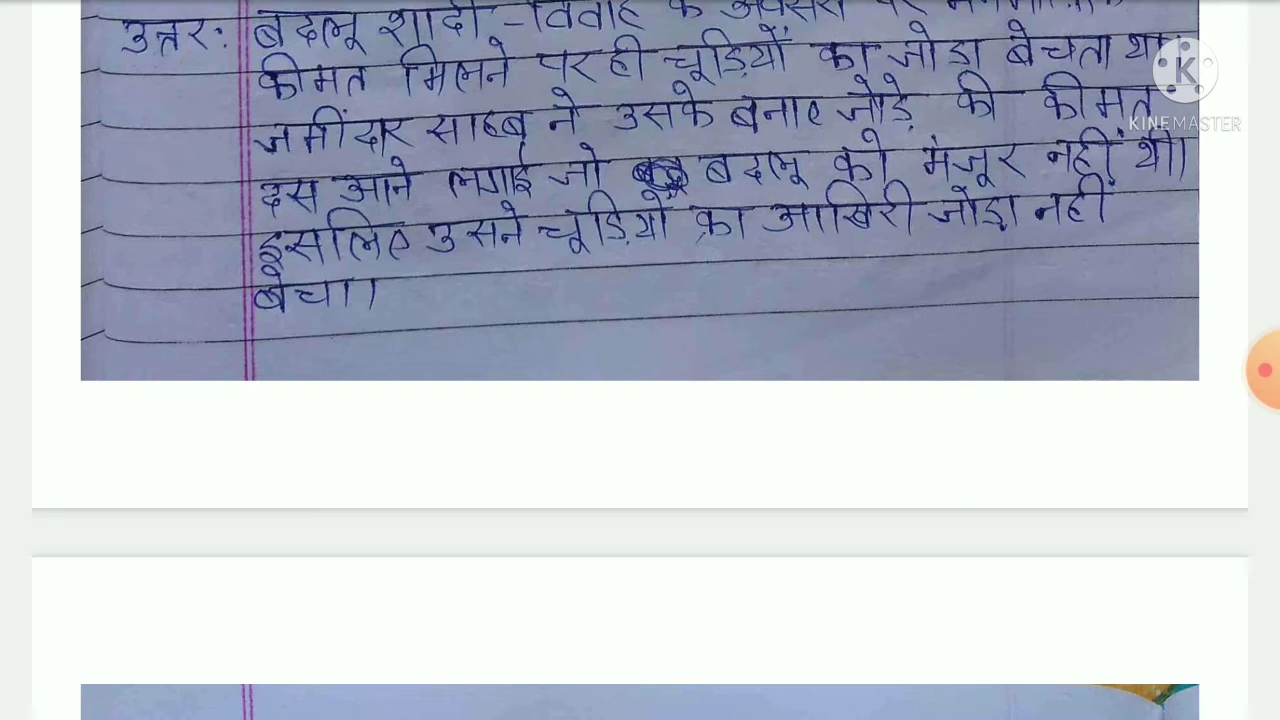 उत्तर: बदलू शादी-विवाह के अवसरों पर
कीमत मिलने पर ही चूड़ियों का जोड़ा बेचता था
जमींदार साहब ने उसके बनाए जोड़े की कीमत
दस आने लगाई जो बदलू को मंजूर नहीं थी।
इसलिए उसने चूड़ियों का आखिरी जोड़ा नहीं
बेचा।
K
KINEMASTER